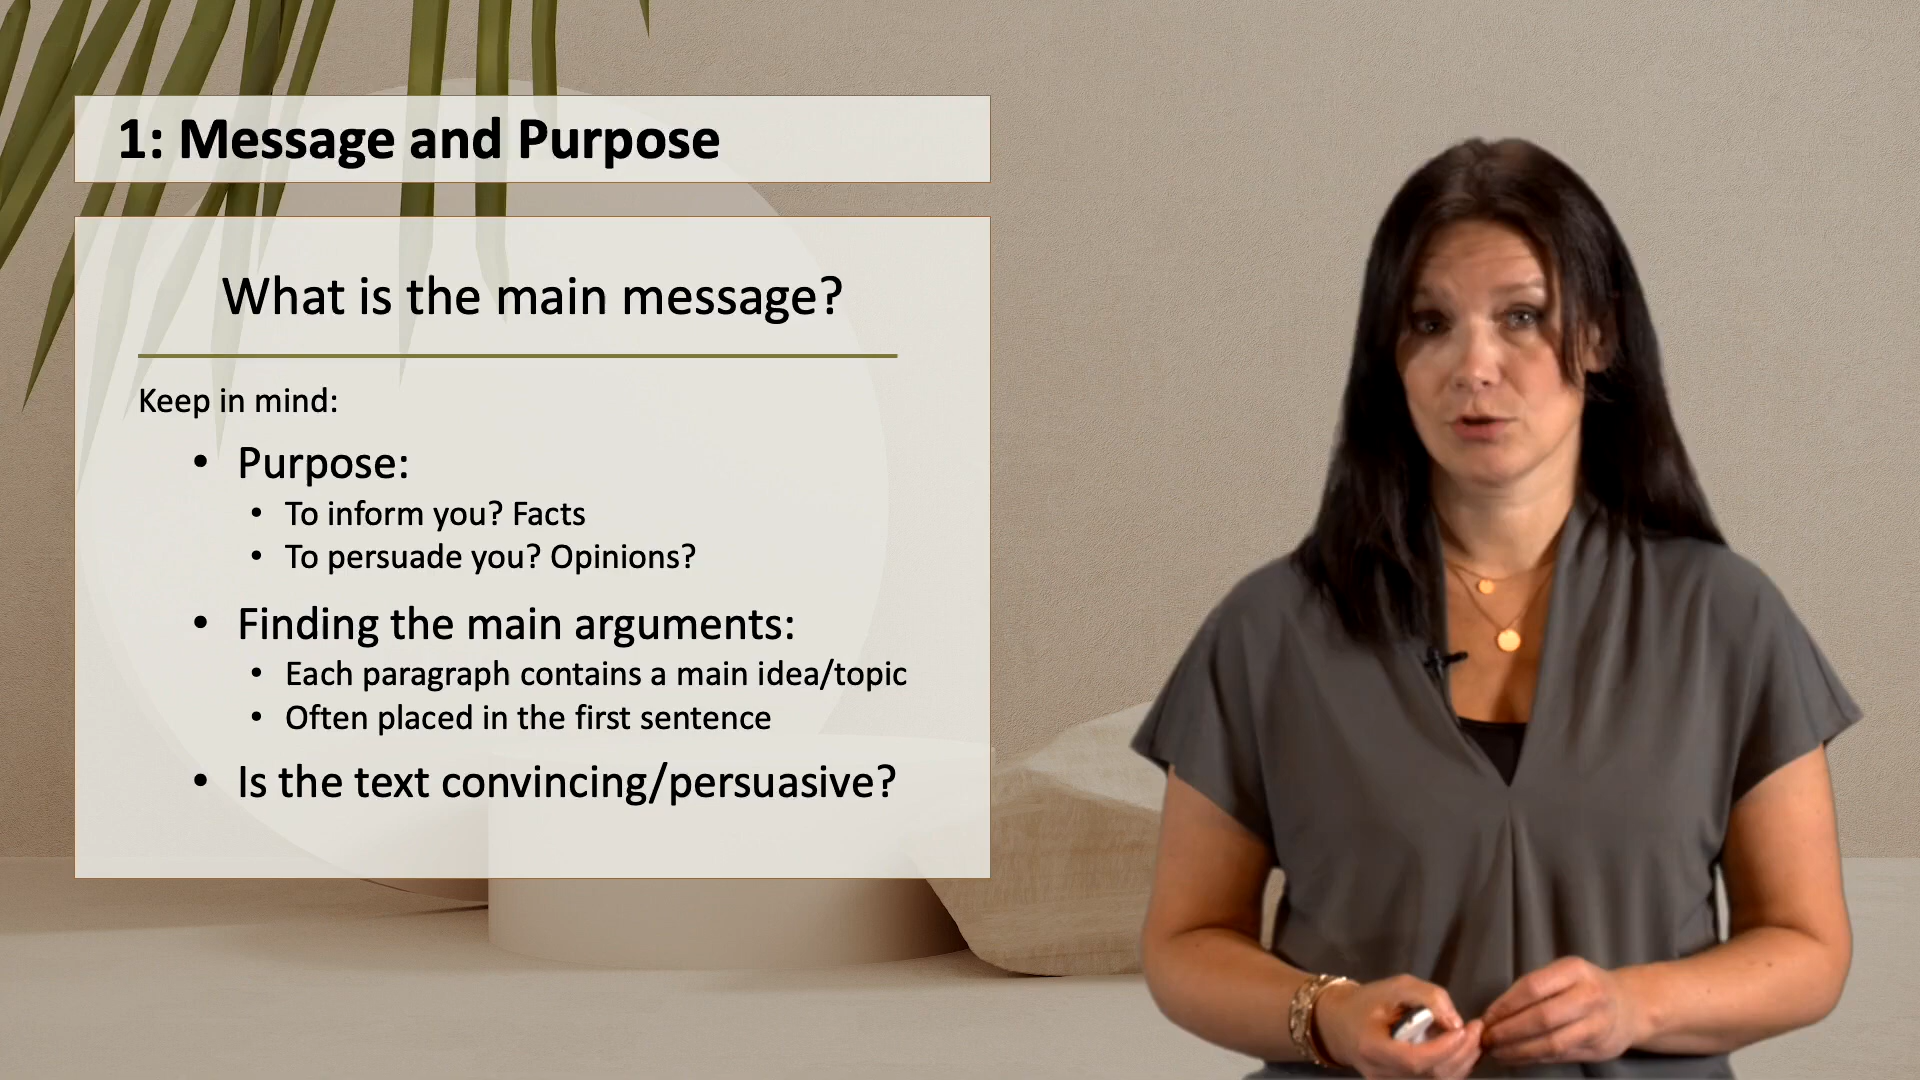 1: Message and Purpose
What is the main message?
Keep in mind:
• Purpose:
• To inform you? Facts
• To persuade you? Opinions?
• Finding the main arguments:
• Each paragraph contains a main idea/topic
• Often placed in the first sentence
• Is the text convincing/persuasive?